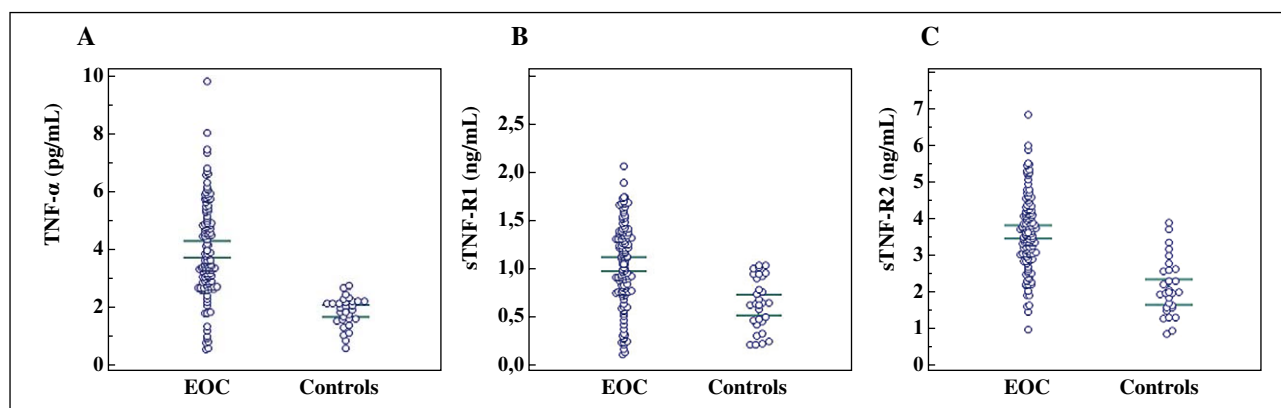 A
TNF-α (pg/mL)
10
8
6
4
2
0
EOC
Controls
B
sTNF-R1 (ng/mL)
2,5
2,0
1,5
1,0
0,5
0,0
EOC
Controls
C
sTNF-R2 (ng/mL)
7
6
5
4
3
2
1
0
EOC
Controls